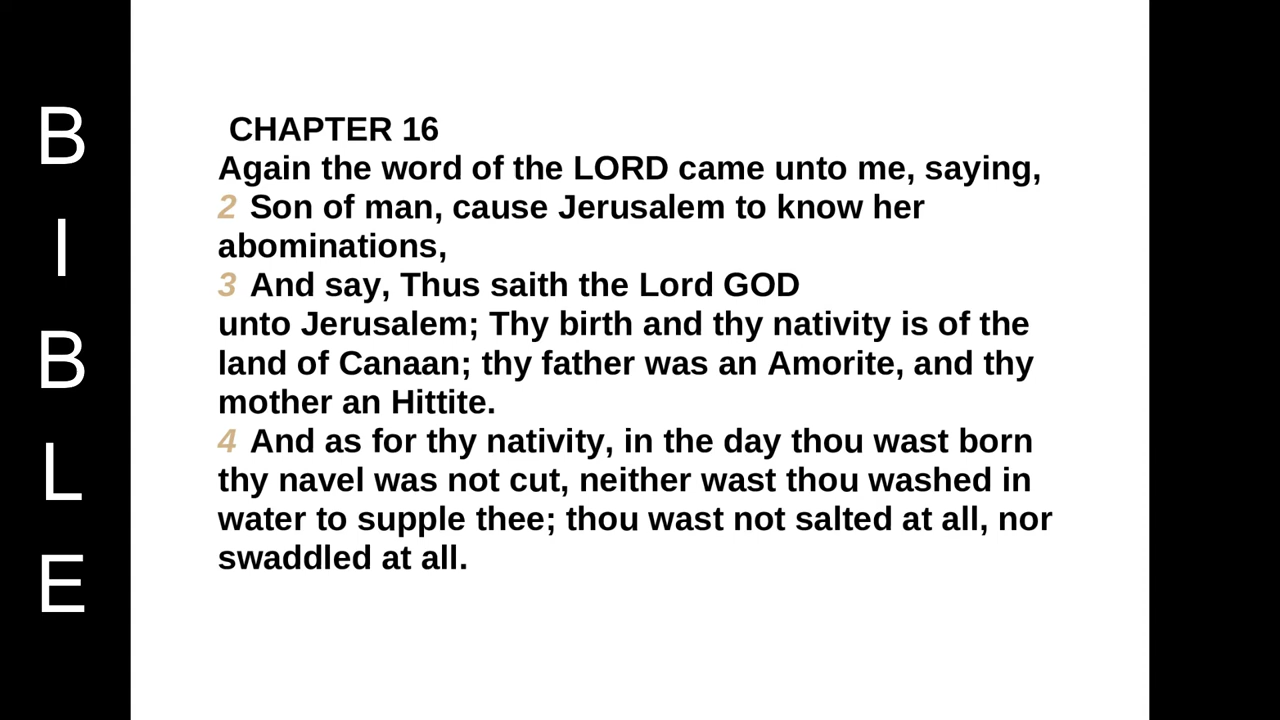 B
I
B
L
E
CHAPTER 16
Again the word of the LORD came unto me, saying,
2 Son of man, cause Jerusalem to know her
abominations,
3 And say, Thus saith the Lord GOD
unto Jerusalem; Thy birth and thy nativity is of the
land of Canaan; thy father was an Amorite, and thy
mother an Hittite.
4 And as for thy nativity, in the day thou wast born
thy navel was not cut, neither wast thou washed in
water to supple thee; thou wast not salted at all, nor
swaddled at all.